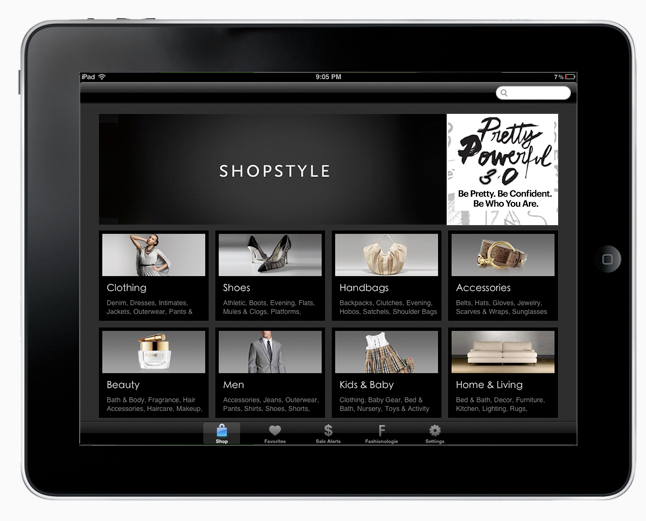 iPad
9:05 PM
7%
SHOPSTYLE
Pretty
Powerful
3.0
Be Pretty. Be Confident.
Be Who You Are.
Clothing
Denim, Dresses, Intimates,
Jackets, Outerwear, Pants &
Shoes
Athletic, Boots, Evening, Flats,
Mules & Clogs, Platforms,
Handbags
Backpacks, Clutches, Evening,
Hobos, Satchels, Shoulder Bags
Accessories
Belts, Hats, Gloves, Jewelry,
Scarves & Wraps, Sunglasses
Beauty
Bath & Body, Fragrance, Hair
Accessories, Haircare, Makeup,
Men
Accessories, Jeans, Outerwear,
Pants, Shirts, Shoes, Shorts,
Kids & Baby
Clothing, Baby Gear, Bed &
Bath, Nursery, Toys & Activity
Home & Living
Bed & Bath, Decor, Furniture,
Kitchen, Lighting, Rugs,
Shop
Favorites
$
Sale Alerts
F
Fashionologie
Settings